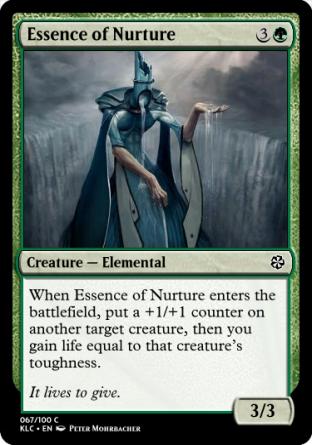 Essence of Nurture 3
Creature — Elemental
When Essence of Nurture enters the
battlefield, put a +1/+1 counter on
another target creature, then you
gain life equal to that creature's
toughness.
It lives to give.
067/100 C
KLC • EN Peter Mohrbacher
3/3